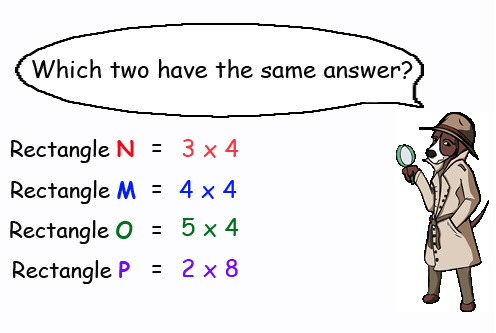 Which two have the same answer?
Rectangle N = 3 x 4
Rectangle M = 4 x 4
Rectangle O = 5 x 4
Rectangle P = 2 x 8